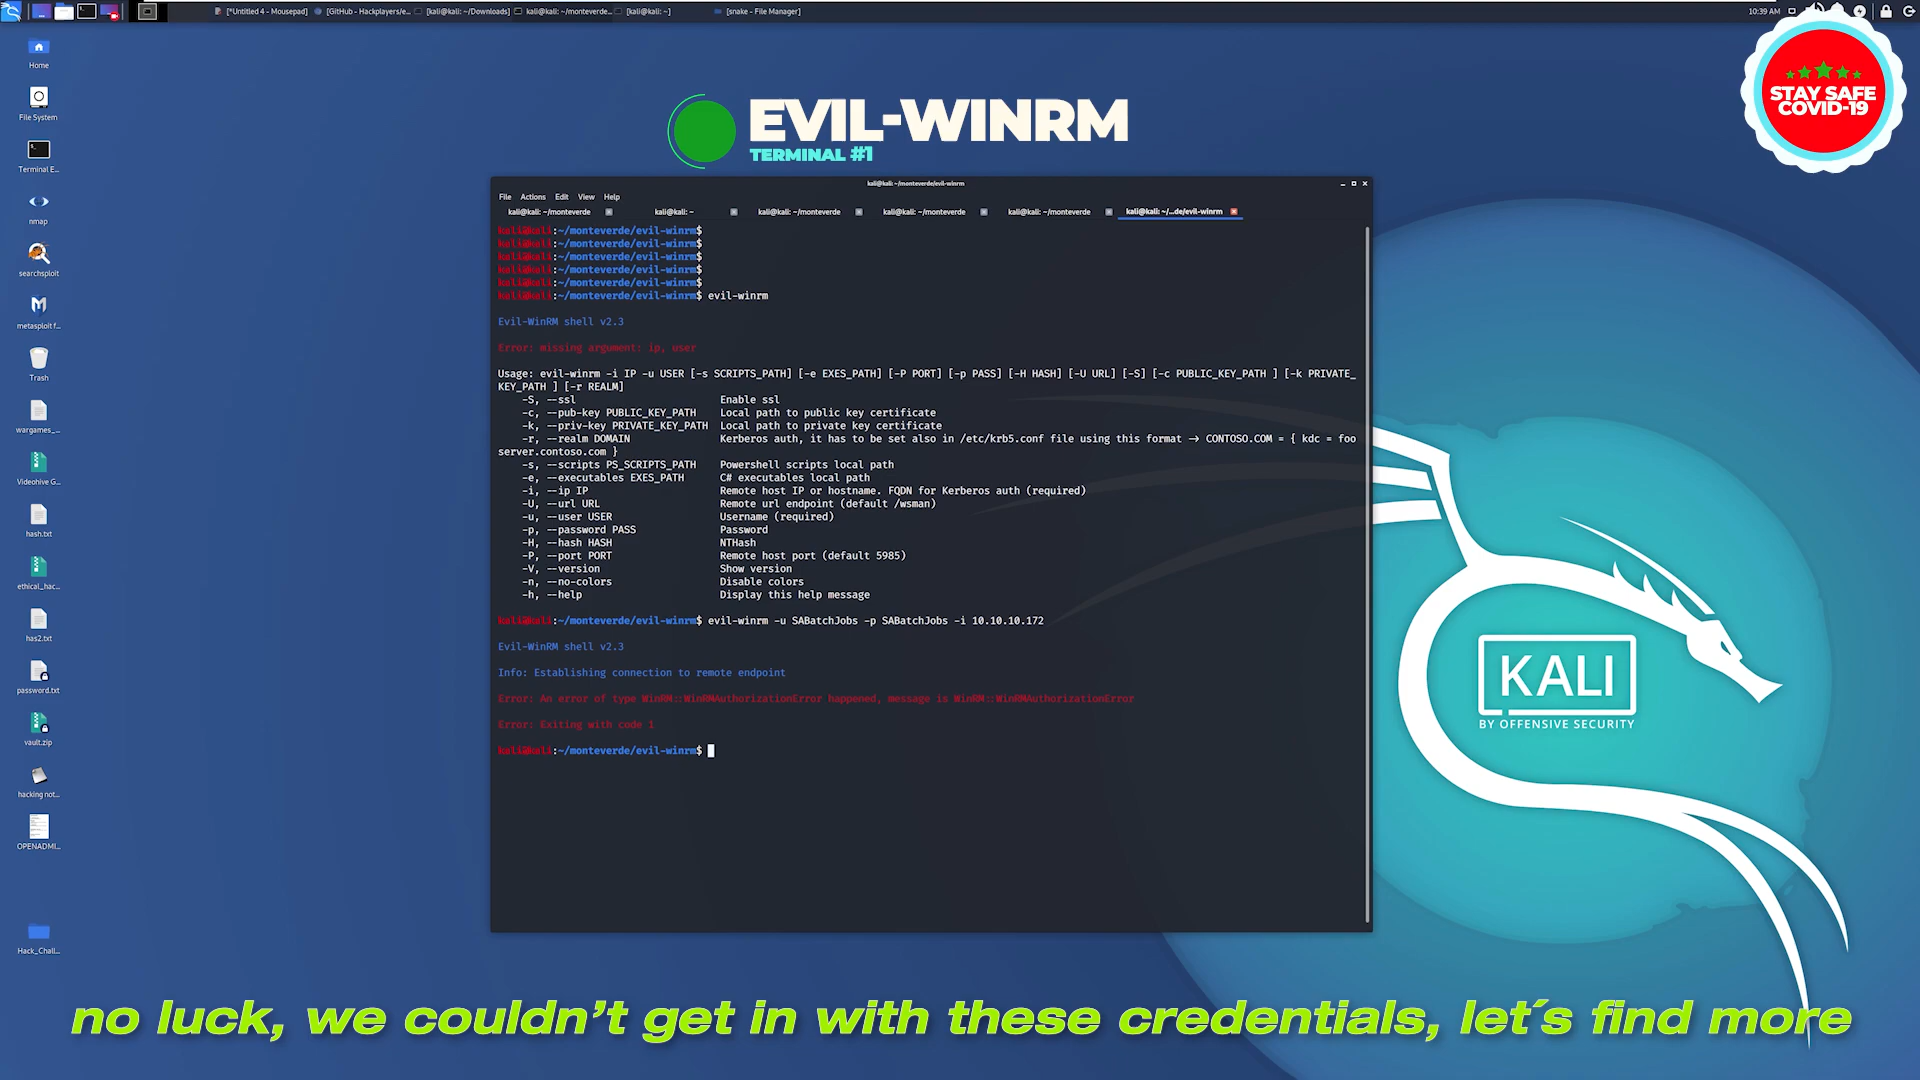 [*Untitled 4 - Mousepad]
[GitHub - Hackplayers/e...
[kali@kali: ~/Downloads]
kali@kali: ~/monteverde...
[kali@kali: ~]
[snake - File Manager]
10:39 AM
Home
File System
Terminal E...
nmap
searchsploit
metasploit f...
Trash
wargames_...
Videohive G...
hash.txt
ethical_hac...
has2.txt
password.txt
vault.zip
hacking not...
OPENADMI...
Hack_Chall...
STAY SAFE
COVID-19
EVIL-WINRM
TERMINAL #1
kali@kali: ~/monteverde/evil-winrm
File Actions Edit View Help
kali@kali: ~/monteverde
kali@kali: ~
kali@kali: ~/monteverde
kali@kali: ~/monteverde
kali@kali: ~/monteverde
kali@kali: ~/...de/evil-winrm
kali@kali:~/monteverde/evil-winrm$
kali@kali:~/monteverde/evil-winrm$
kali@kali:~/monteverde/evil-winrm$
kali@kali:~/monteverde/evil-winrm$
kali@kali:~/monteverde/evil-winrm$
kali@kali:~/monteverde/evil-winrm$ evil-winrm
Evil-WinRM shell v2.3
Error: missing argument: ip, user
Usage: evil-winrm -i IP -u USER [-s SCRIPTS_PATH] [-e EXES_PATH] [-P PORT] [-p PASS] [-H HASH] [-U URL] [-S] [-c PUBLIC_KEY_PATH ] [-k PRIVATE_
KEY_PATH ] [-r REALM]
-S, --ssl Enable ssl
-c, --pub-key PUBLIC_KEY_PATH Local path to public key certificate
-k, --priv-key PRIVATE_KEY_PATH Local path to private key certificate
-r, --realm DOMAIN Kerberos auth, it has to be set also in /etc/krb5.conf file using this format -> CONTOSO.COM = { kdc = foo
server.contoso.com }
-s, --scripts PS_SCRIPTS_PATH Powershell scripts local path
-e, --executables EXES_PATH C# executables local path
-i, --ip IP Remote host IP or hostname. FQDN for Kerberos auth (required)
-U, --url URL Remote url endpoint (default /wsman)
-u, --user USER Username (required)
-p, --password PASS Password
-H, --hash HASH NTHash
-P, --port PORT Remote host port (default 5985)
-V, --version Show version
-n, --no-colors Disable colors
-h, --help Display this help message
kali@kali:~/monteverde/evil-winrm$ evil-winrm -u SABatchJobs -p SABatchJobs -i 10.10.10.172
Evil-WinRM shell v2.3
Info: Establishing connection to remote endpoint
Error: An error of type WinRM::WinRMAuthorizationError happened, message is WinRM::WinRMAuthorizationError
Error: Exiting with code 1
kali@kali:~/monteverde/evil-winrm$
KALI
BY OFFENSIVE SECURITY
no luck, we couldn't get in with these credentials, let´s find more